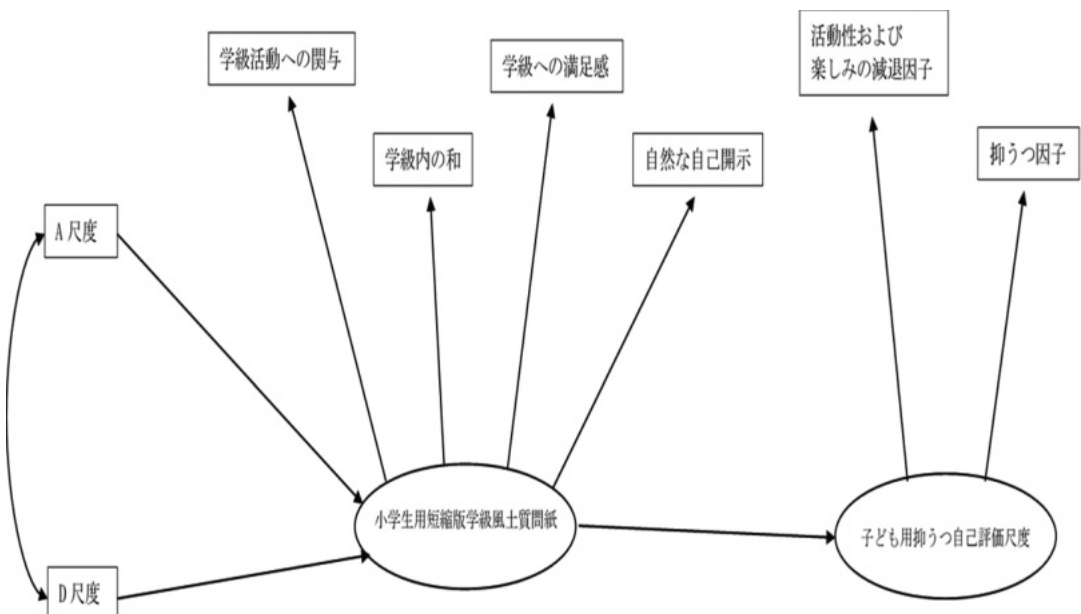 学級活動への関与
学級への満足感
活動性および
楽しみの減退因子
学級内の和
自然な自己開示
抑うつ因子
A 尺度
小学生用短縮版学級風土質問紙
子ども用抑うつ自己評価尺度
D 尺度